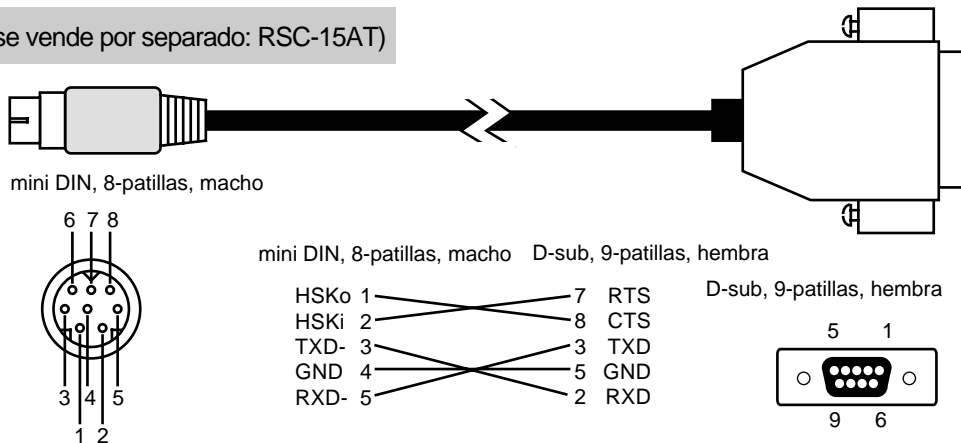 se vende por separado: RSC-15AT)
mini DIN, 8-patillas, macho
6 7 8
3 4 5
1 2
mini DIN, 8-patillas, macho D-sub, 9-patillas, hembra
HSKo 1 7 RTS
HSKi 2 8 CTS
TXD- 3 3 TXD
GND 4 5 GND
RXD- 5 2 RXD
D-sub, 9-patillas, hembra
5 1
9 6